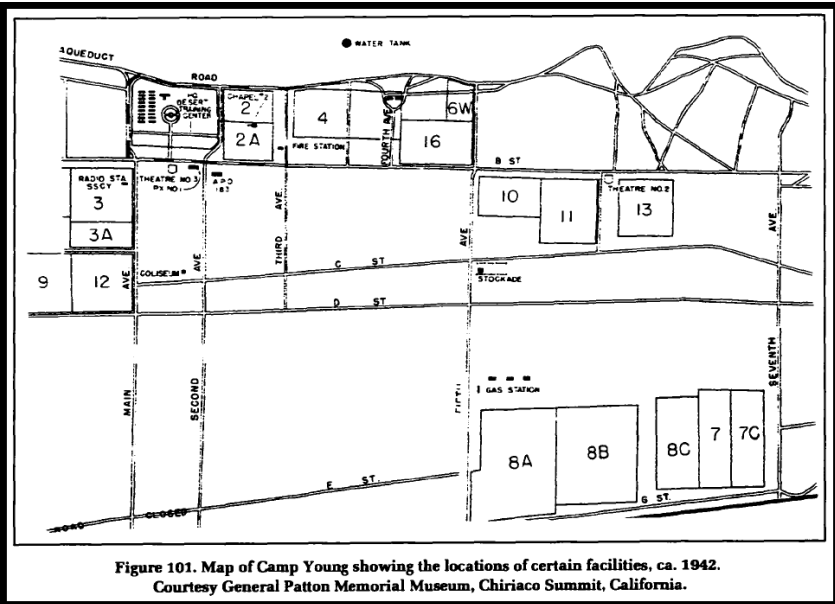 AQUEDUCT
ROAD
WATER TANK
HQ
DESERT
TRAINING
CENTER
CHAPEL #2
2
2A
4
FIRE STATION
FOURTH AVE
6W
16
B ST
RADIO STA
SSCY
3
3A
THEATRE NO.3
PX NO.1
APO
183
THIRD AVE.
10
11
THEATRE NO.2
13
9
12
COLISEUM
C ST
STOCKADE
D ST
MAIN AVE
SECOND AVE
FIFTH AVE
SEVENTH AVE
GAS STATION
8A
8B
8C
7
7C
E ST.
G ST.
ROAD CLOSED
Figure 101. Map of Camp Young showing the locations of certain facilities, ca. 1942.
Courtesy General Patton Memorial Museum, Chiriaco Summit, California.